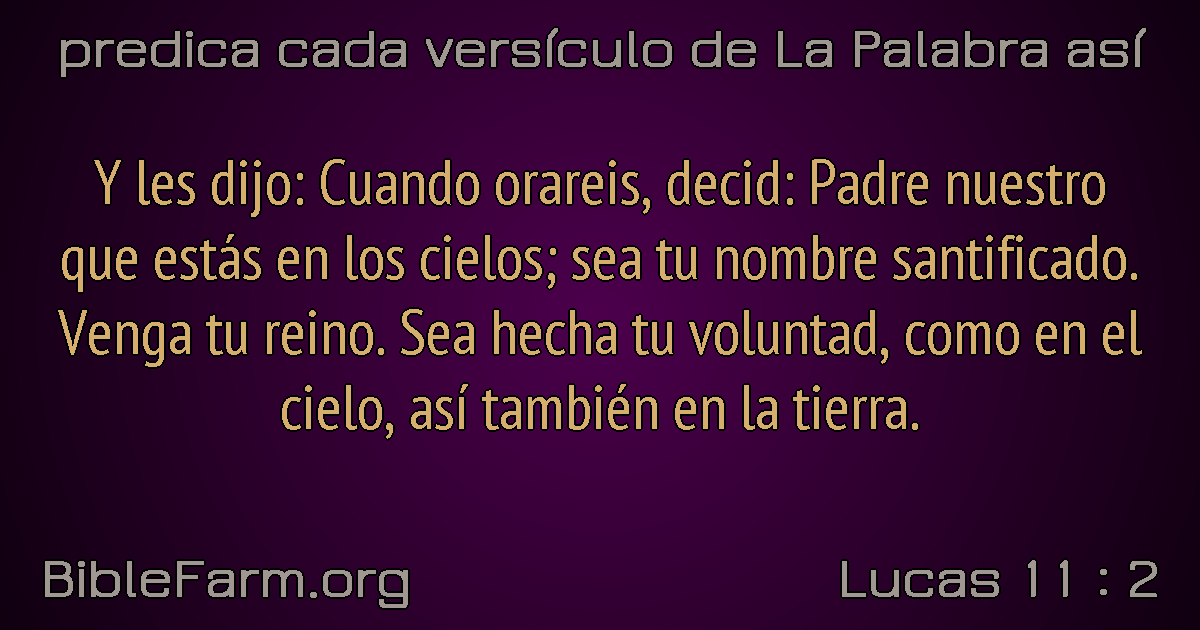 predica cada versículo de La Palabra así
Y les dijo: Cuando orareis, decid: Padre nuestro
que estás en los cielos; sea tu nombre santificado.
Venga tu reino. Sea hecha tu voluntad, como en el
cielo, así también en la tierra.
BibleFarm.org
Lucas 11 : 2